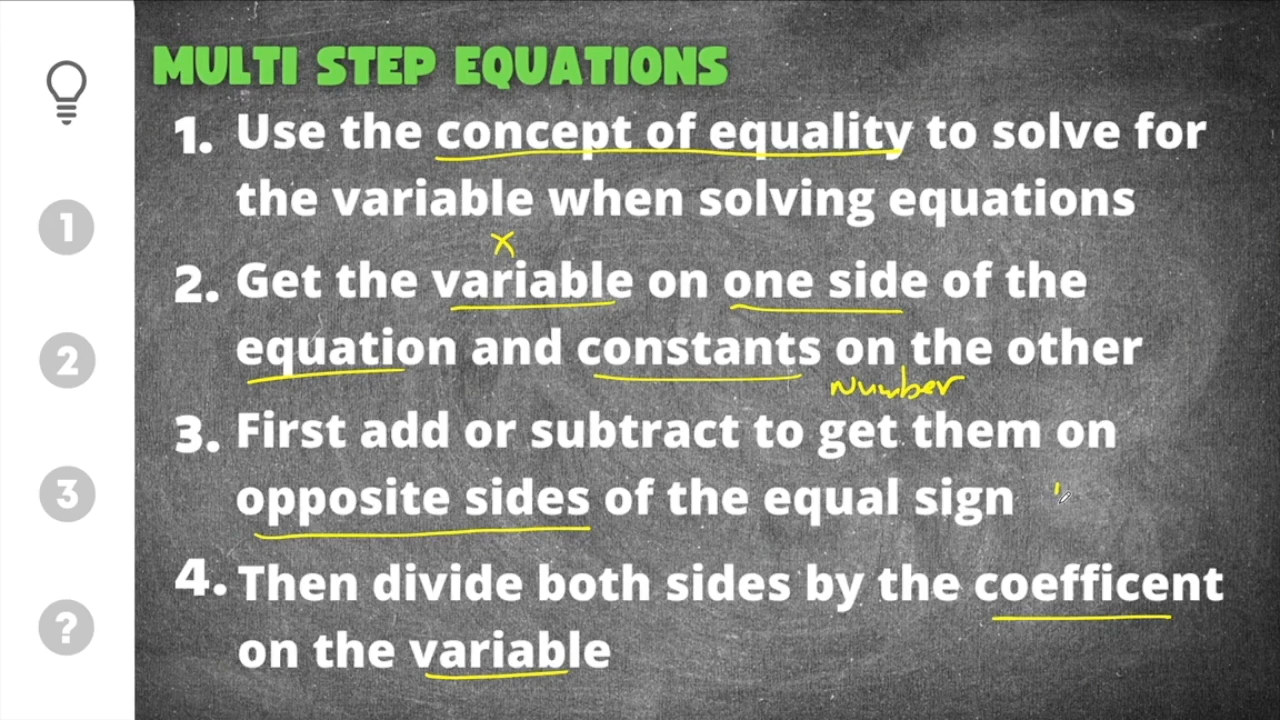 MULTI STEP EQUATIONS
1. Use the concept of equality to solve for
the variable when solving equations
x
2. Get the variable on one side of the
equation and constants on the other
Number
3. First add or subtract to get them on
opposite sides of the equal sign
4. Then divide both sides by the coefficent
on the variable
1
2
3
?